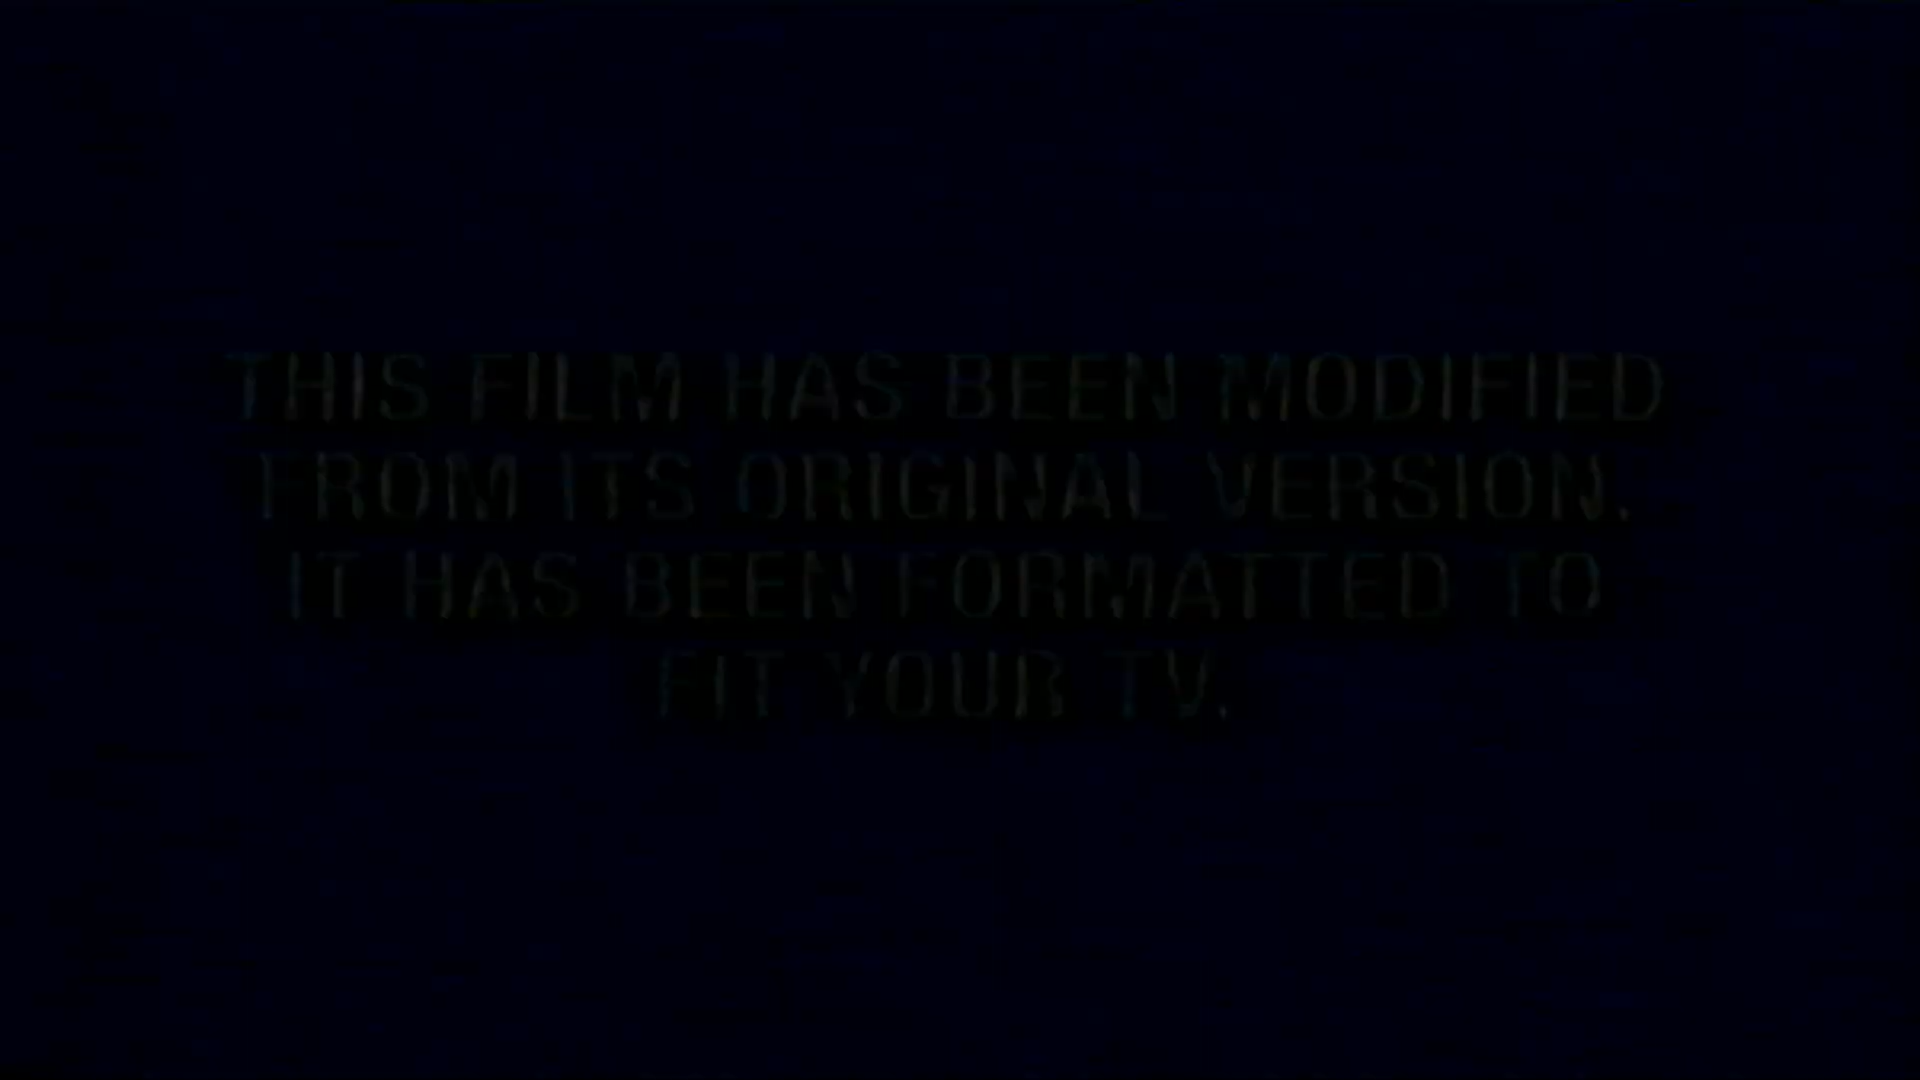 THIS FILM HAS BEEN MODIFIED
FROM ITS ORIGINAL VERSION.
IT HAS BEEN FORMATTED TO
FIT YOUR TV.